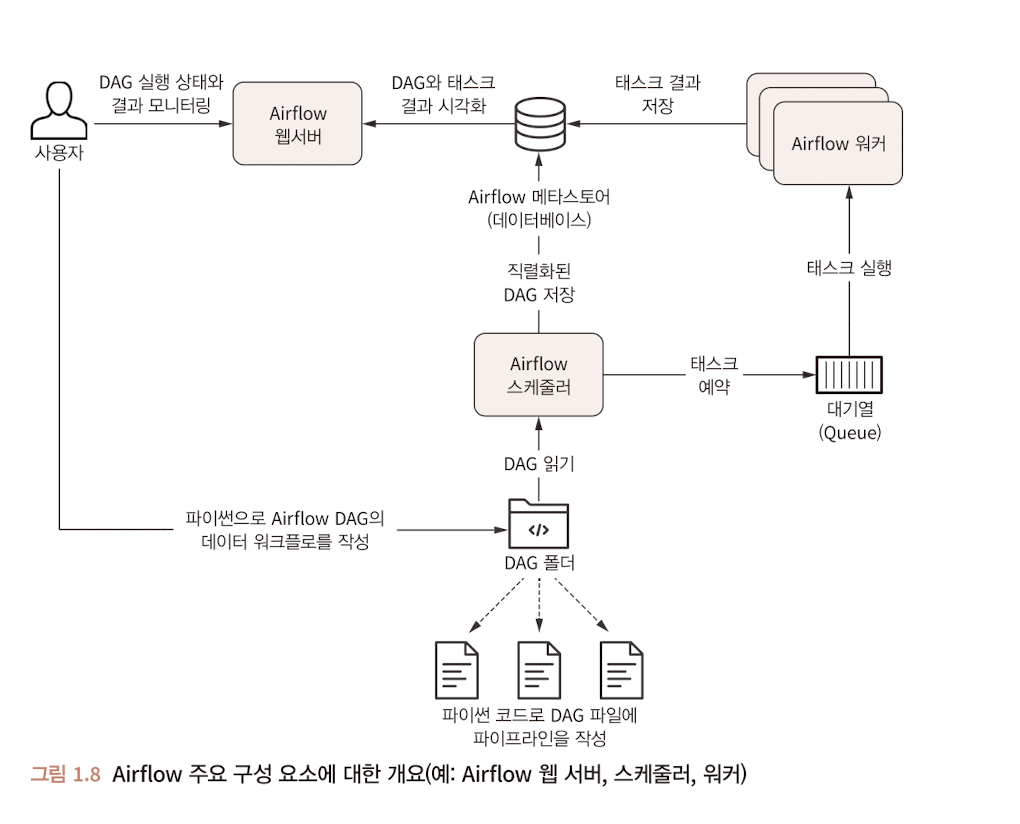 DAG 실행 상태와
결과 모니터링
사용자
Airflow
웹서버
DAG와 태스크
결과 시각화
태스크 결과
저장
Airflow 워커
Airflow 메타스토어
(데이터베이스)
직렬화된
DAG 저장
태스크 실행
Airflow
스케줄러
태스크
예약
대기열
(Queue)
DAG 읽기
파이썬으로 Airflow DAG의
데이터 워크플로를 작성
</>
DAG 폴더
파이썬 코드로 DAG 파일에
파이프라인을 작성
그림 1.8 Airflow 주요 구성 요소에 대한 개요(예: Airflow 웹 서버, 스케줄러, 워커)